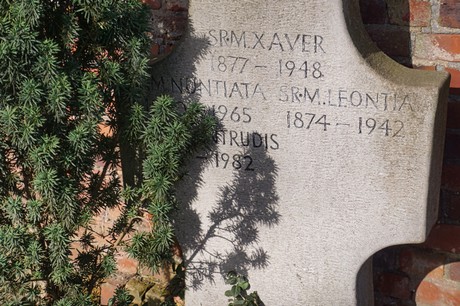 SR·M·XAVER
1877 – 1948
M·NUNTIATA SR·M·LEONTIA
1965 1874 – 1942
TRUDIS
– 1982